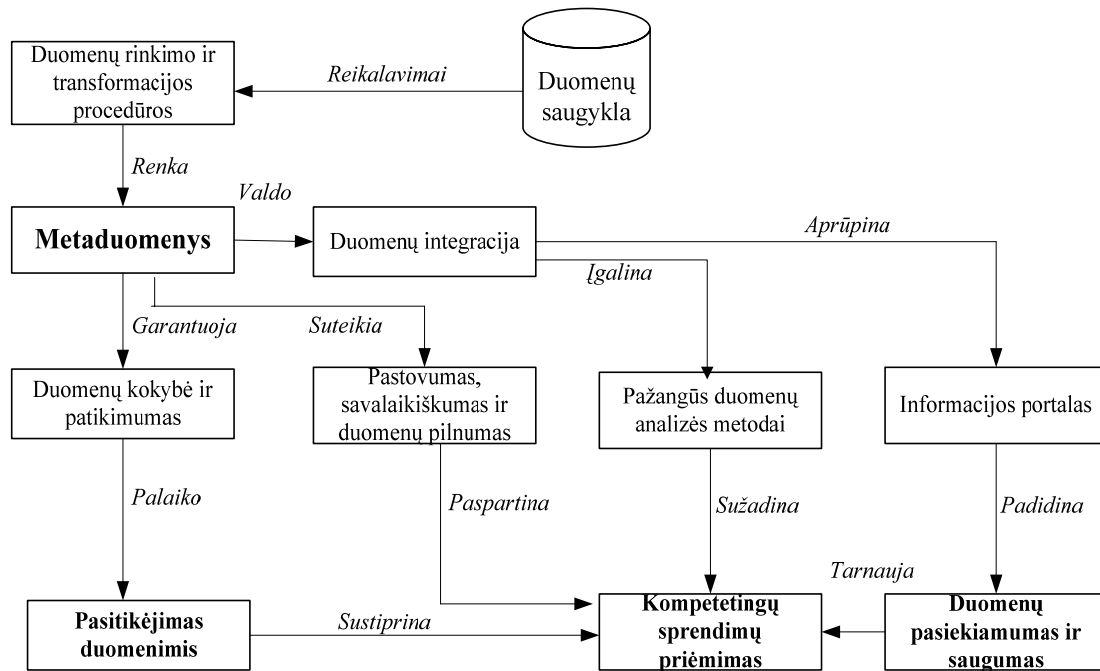 Duomenų rinkimo ir
transformacijos
procedūros
Reikalavimai
Duomenų
saugykla
Renka
Valdo
Metaduomenys
Duomenų integracija
Aprūpina
Įgalina
Garantuoja
Suteikia
Duomenų kokybė ir
patikimumas
Pastovumas,
savalaikiškumas ir
duomenų pilnumas
Pažangūs duomenų
analizės metodai
Informacijos portalas
Palaiko
Paspartina
Sužadina
Padidina
Tarnauja
Pasitikėjimas
duomenimis
Sustiprina
Kompetetingų
sprendimų
priėmimas
Duomenų
pasiekiamumas ir
saugumas